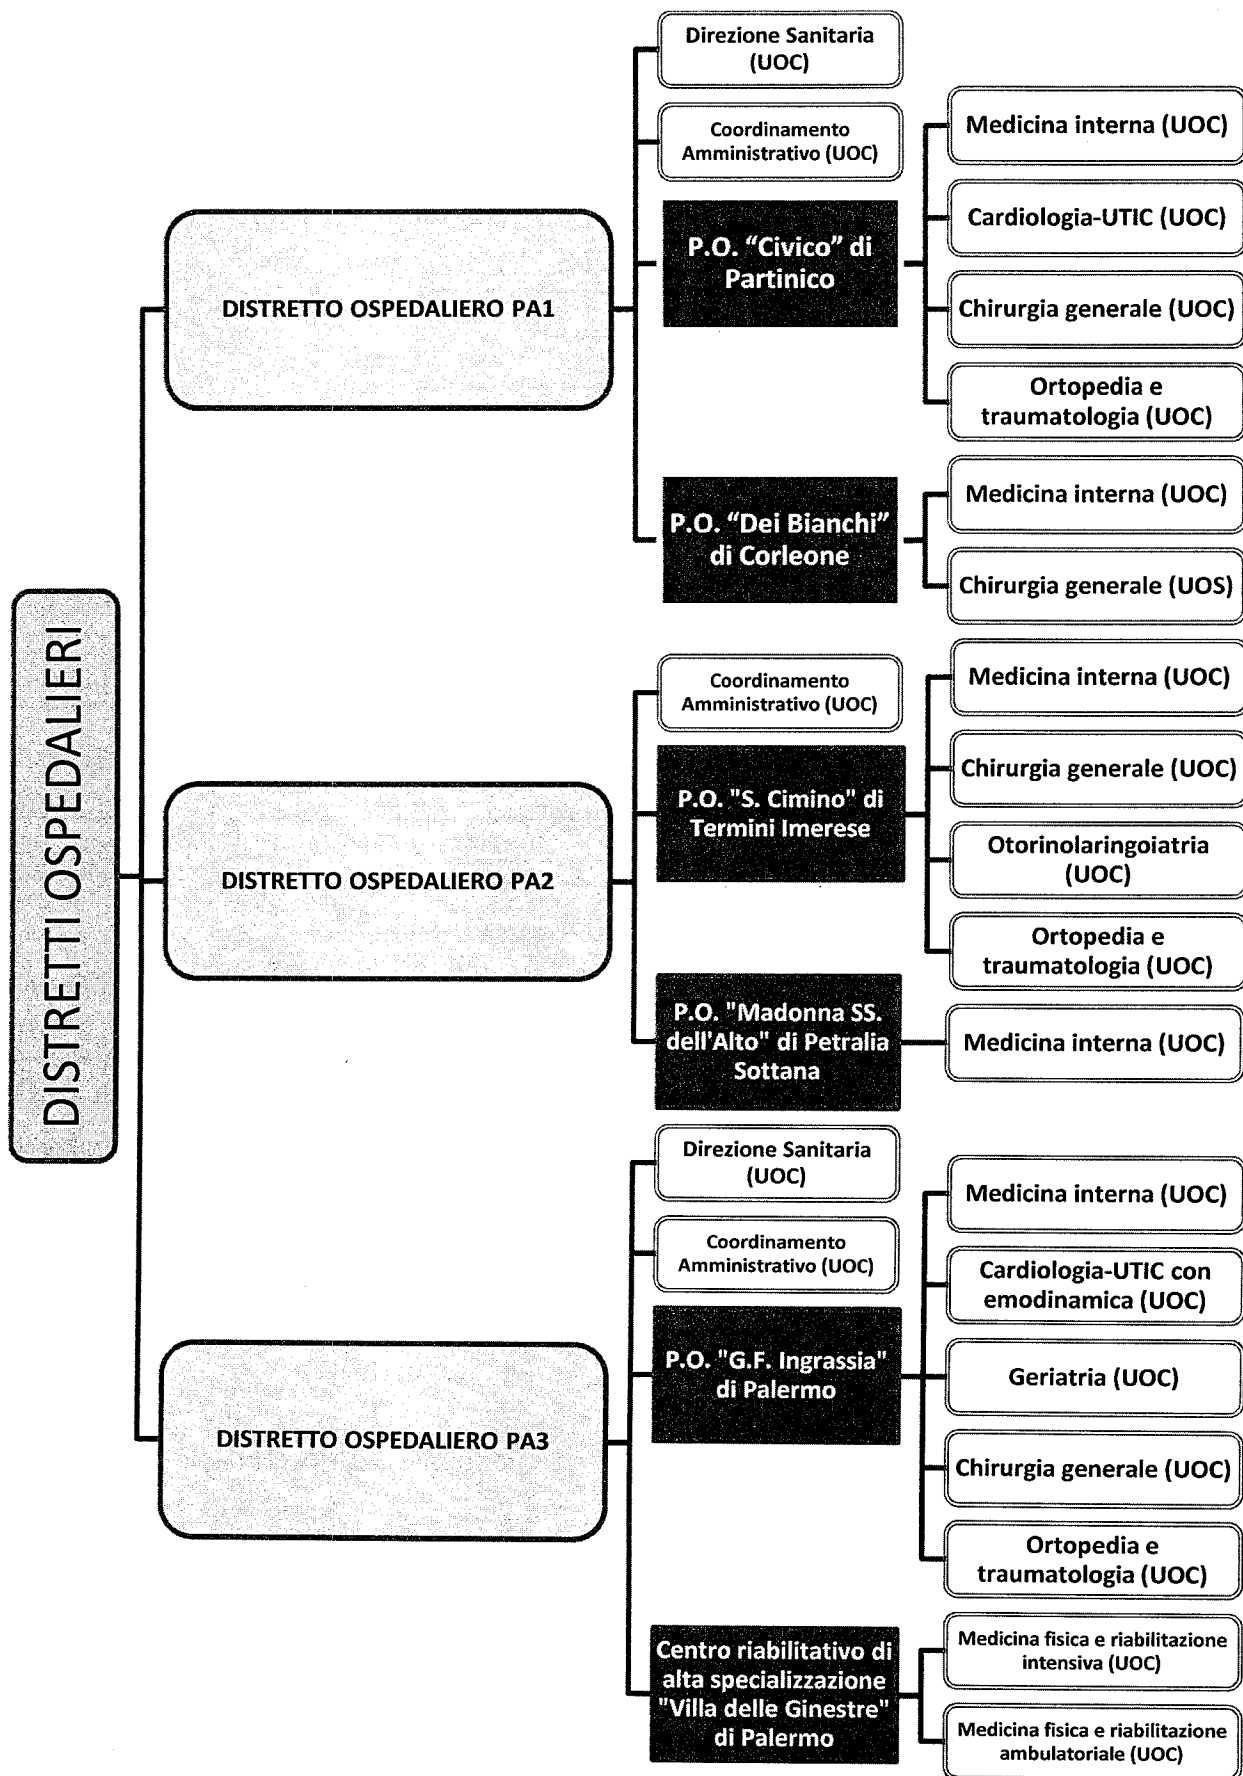 DISTRETTI OSPEDALIERI
DISTRETTO OSPEDALIERO PA1
Direzione Sanitaria
(UOC)
Coordinamento
Amministrativo (UOC)
P.O. “Civico” di
Partinico
Medicina interna (UOC)
Cardiologia-UTIC (UOC)
Chirurgia generale (UOC)
Ortopedia e
traumatologia (UOC)
P.O. “Dei Bianchi”
di Corleone
Medicina interna (UOC)
Chirurgia generale (UOS)
DISTRETTO OSPEDALIERO PA2
Coordinamento
Amministrativo (UOC)
P.O. "S. Cimino" di
Termini Imerese
Medicina interna (UOC)
Chirurgia generale (UOC)
Otorinolaringoiatria
(UOC)
Ortopedia e
traumatologia (UOC)
P.O. "Madonna SS.
dell'Alto" di Petralia
Sottana
Medicina interna (UOC)
DISTRETTO OSPEDALIERO PA3
Direzione Sanitaria
(UOC)
Coordinamento
Amministrativo (UOC)
P.O. "G.F. Ingrassia"
di Palermo
Medicina interna (UOC)
Cardiologia-UTIC con
emodinamica (UOC)
Geriatria (UOC)
Chirurgia generale (UOC)
Ortopedia e
traumatologia (UOC)
Centro riabilitativo di
alta specializzazione
"Villa delle Ginestre"
di Palermo
Medicina fisica e riabilitazione
intensiva (UOC)
Medicina fisica e riabilitazione
ambulatoriale (UOC)